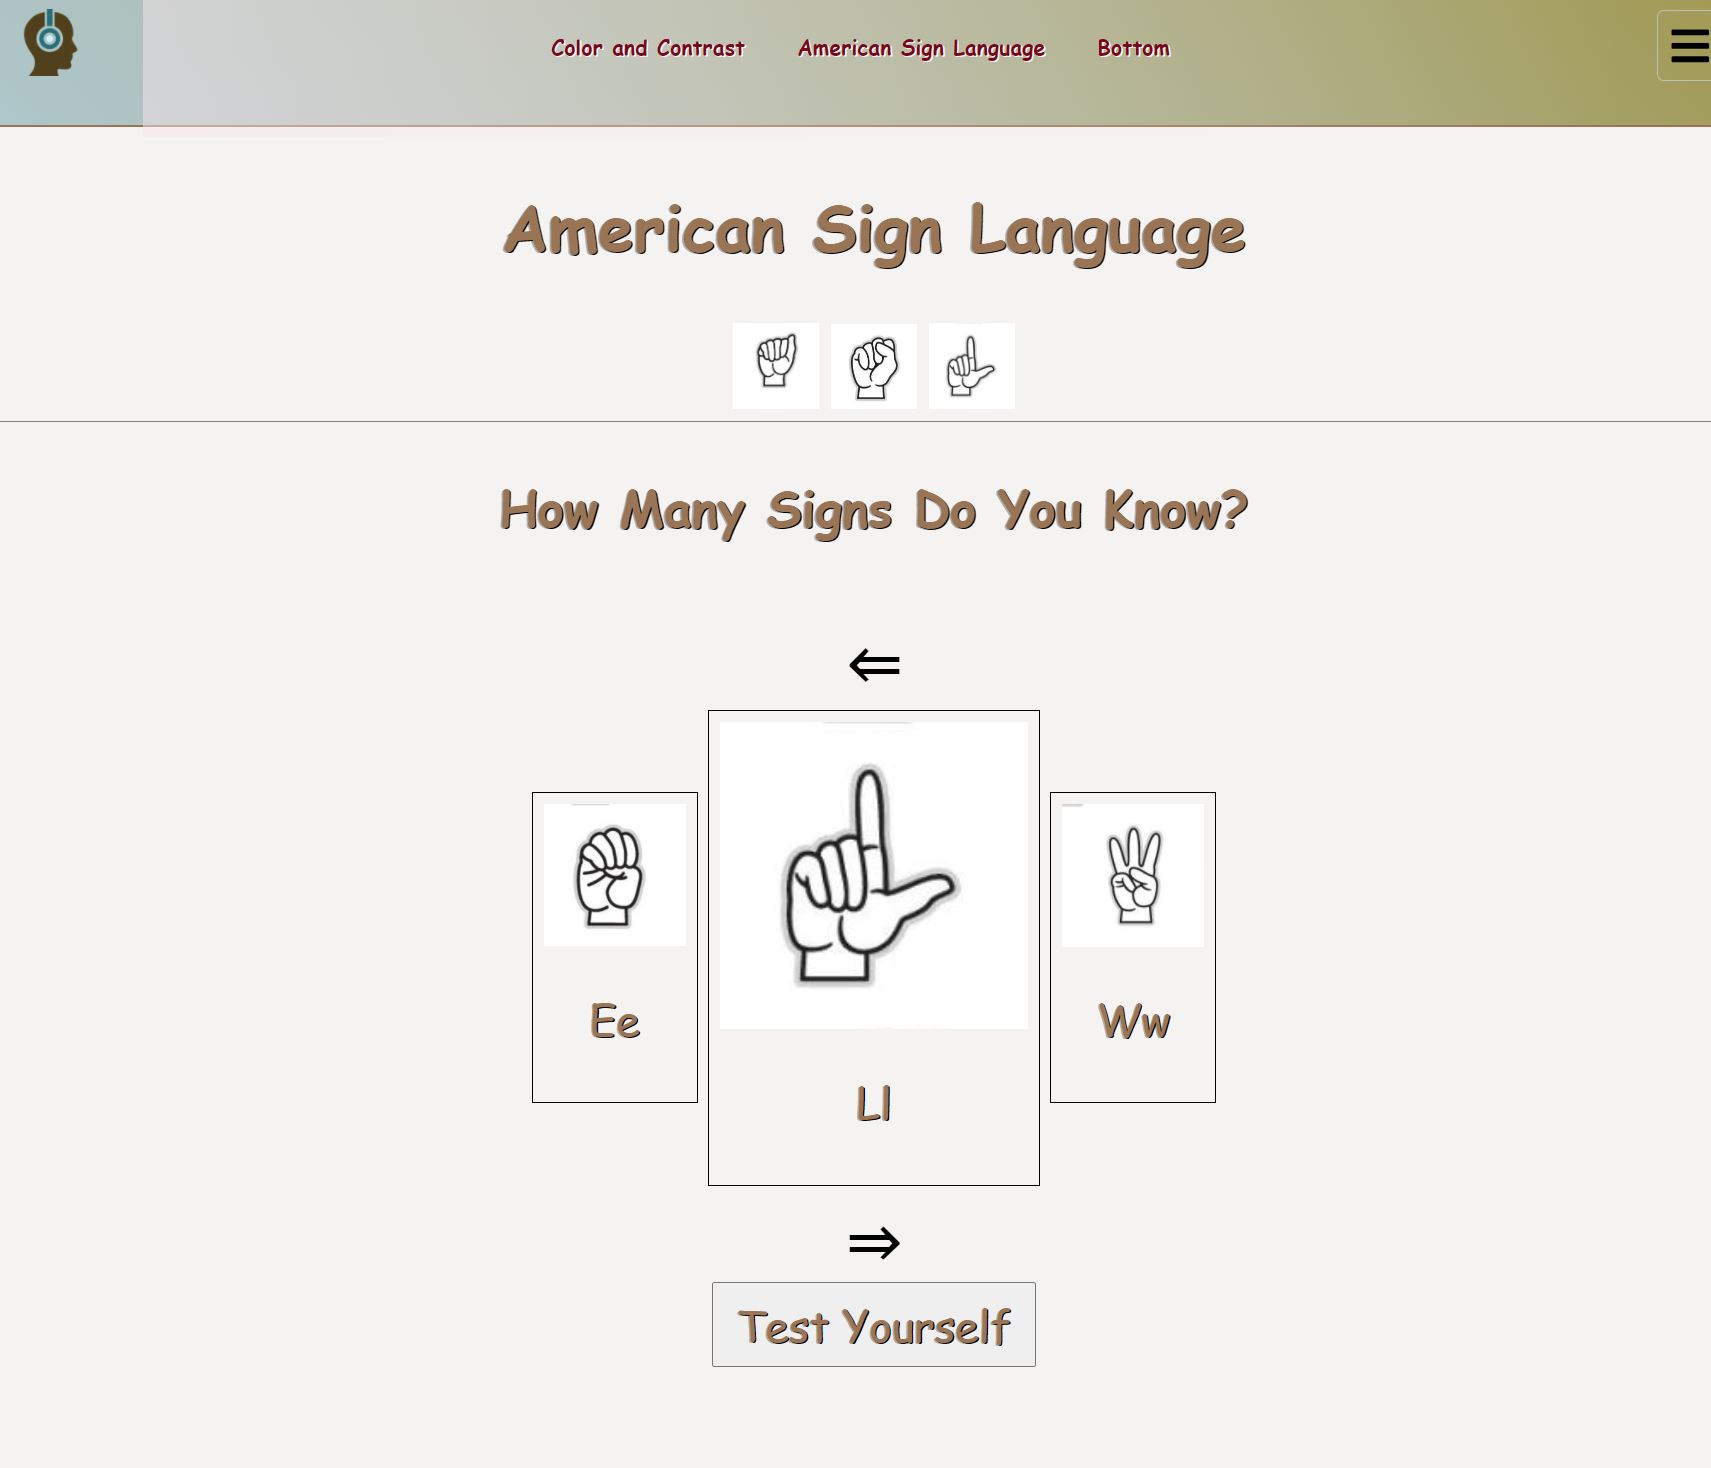 Color and Contrast American Sign Language Bottom
American Sign Language
How Many Signs Do You Know?
⇐
Ee
Ww
Ll
⇒
Test Yourself